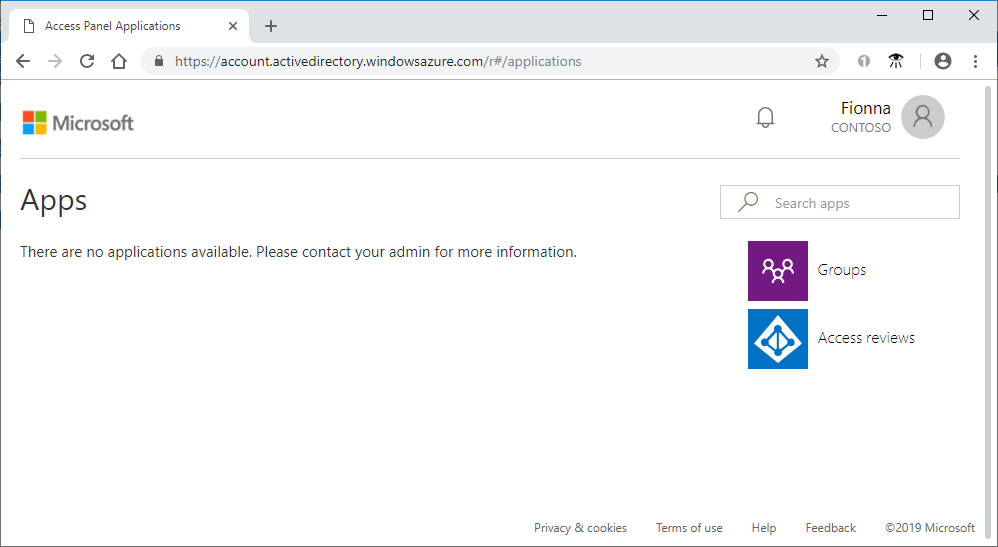 Access Panel Applications
https://account.activedirectory.windowsazure.com/r#/applications
Microsoft
Fionna
CONTOSO
Apps
Search apps
There are no applications available. Please contact your admin for more information.
Groups
Access reviews
Privacy & cookies
Terms of use
Help
Feedback
©2019 Microsoft